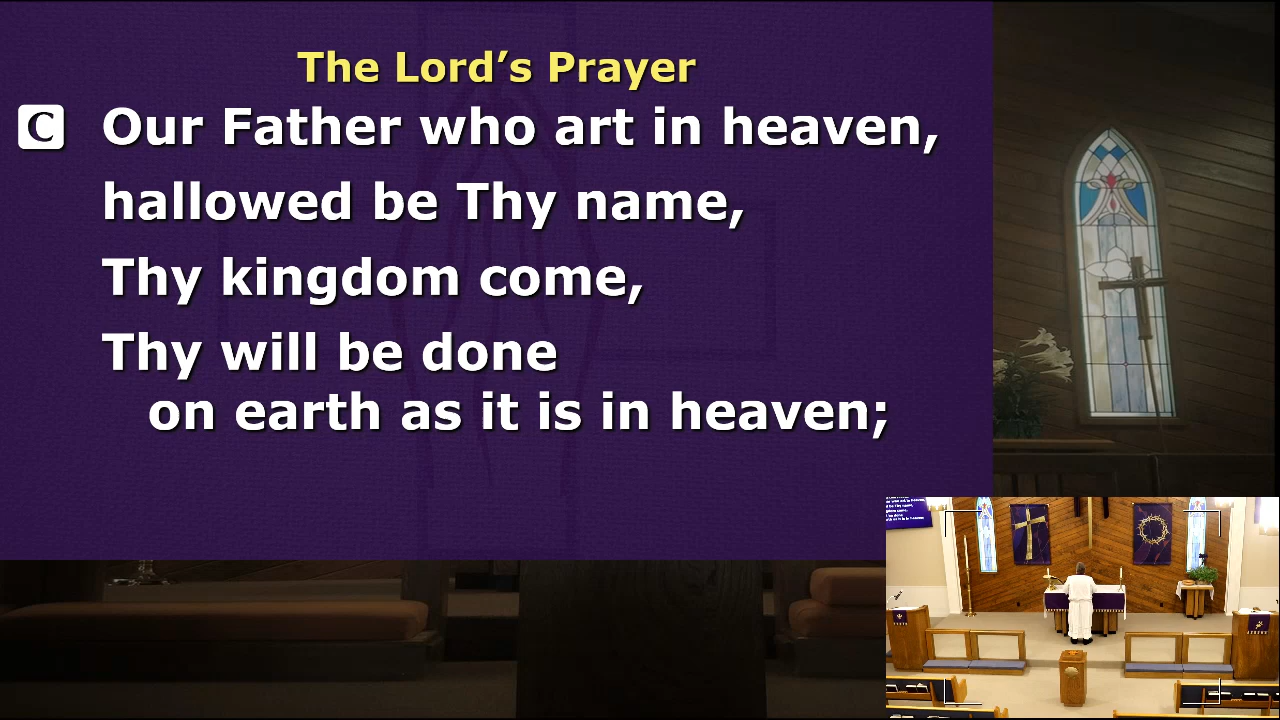 The Lord’s Prayer
C Our Father who art in heaven,
hallowed be Thy name,
Thy kingdom come,
Thy will be done
on earth as it is in heaven;